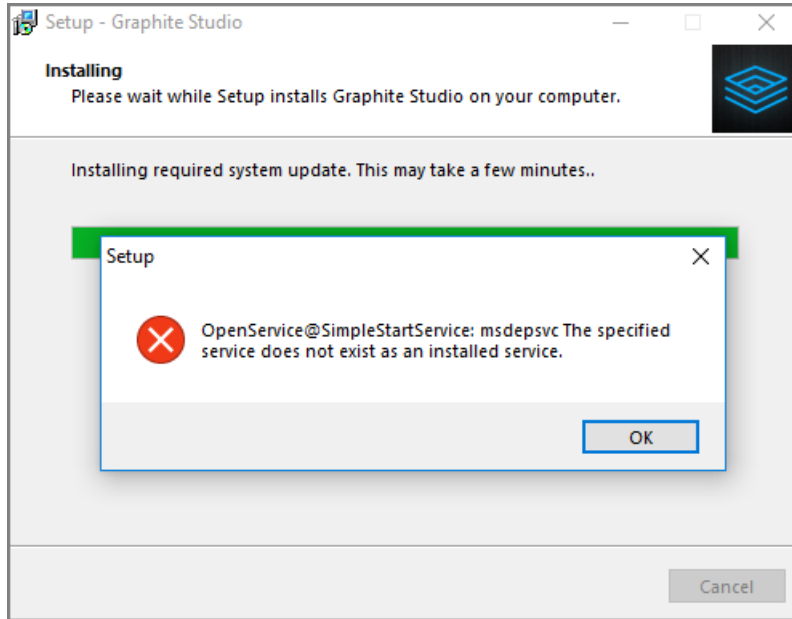 Setup - Graphite Studio
Installing
Please wait while Setup installs Graphite Studio on your computer.
Installing required system update. This may take a few minutes..
Setup
OpenService@SimpleStartService: msdepsvc The specified
service does not exist as an installed service.
OK
Cancel